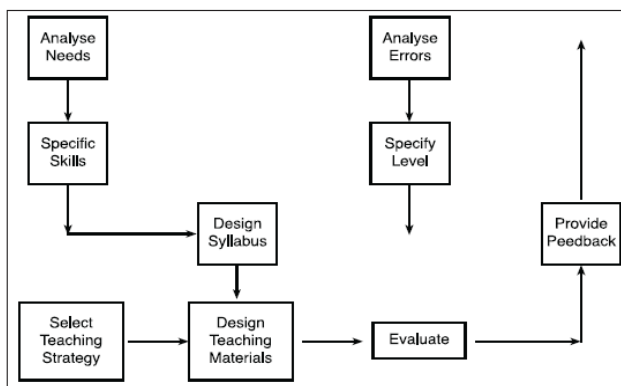 Analyse
Needs
Analyse
Errors
Specific
Skills
Specify
Level
Design
Syllabus
Provide
Peedback
Select
Teaching
Strategy
Design
Teaching
Materials
Evaluate